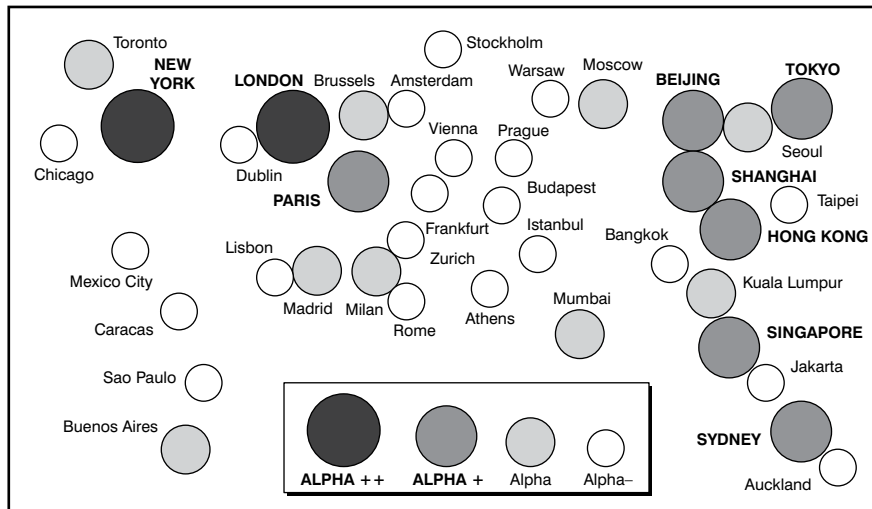 Toronto
NEW
YORK
Chicago
LONDON
Dublin
Brussels
Amsterdam
Stockholm
PARIS
Vienna
Warsaw
Moscow
Prague
Budapest
Frankfurt
Zurich
Istanbul
Lisbon
Madrid
Milan
Rome
Athens
Mumbai
BEIJING
TOKYO
Seoul
SHANGHAI
Taipei
HONG KONG
Bangkok
Kuala Lumpur
SINGAPORE
Jakarta
SYDNEY
Auckland
Mexico City
Caracas
Sao Paulo
Buenos Aires
ALPHA ++
ALPHA +
Alpha
Alpha–